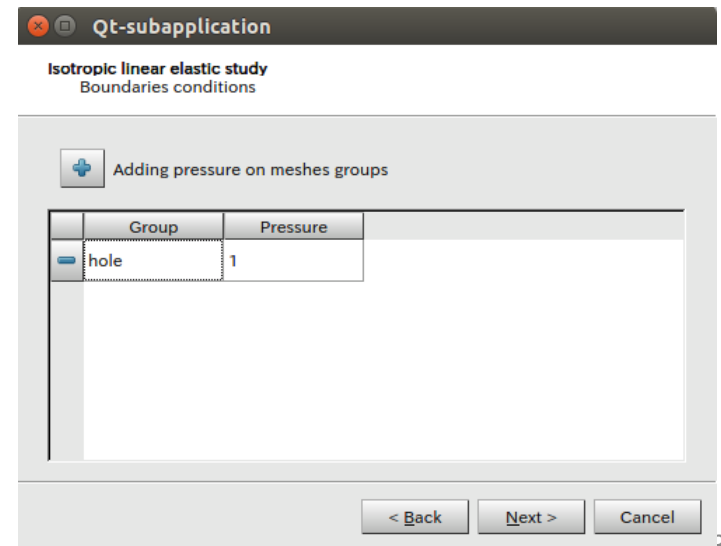 Qt-subapplication
Isotropic linear elastic study
Boundaries conditions
Adding pressure on meshes groups
Group Pressure
hole 1
< Back Next > Cancel